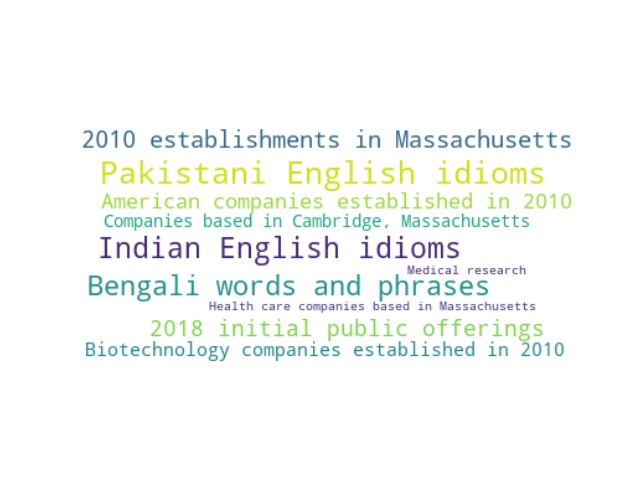 2010 establishments in Massachusetts
Pakistani English idioms
American companies established in 2010
Companies based in Cambridge, Massachusetts
Indian English idioms
Medical research
Bengali words and phrases
Health care companies based in Massachusetts
2018 initial public offerings
Biotechnology companies established in 2010